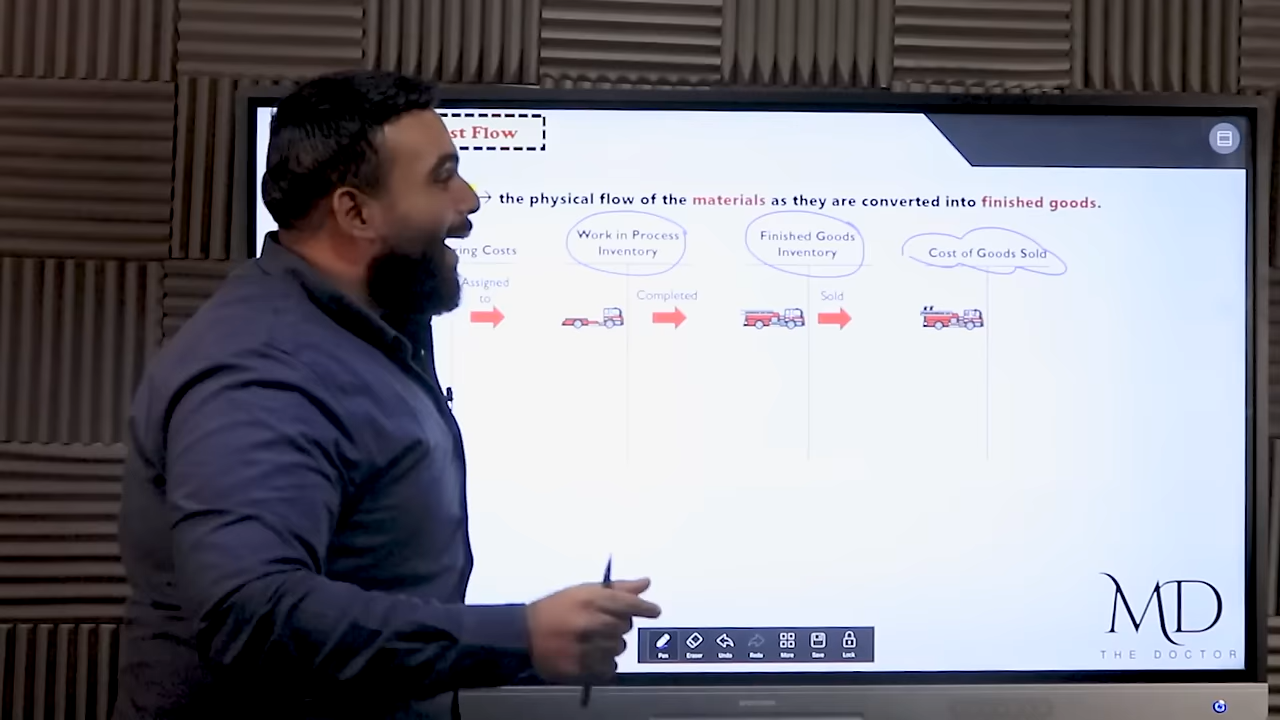 st Flow
→ the physical flow of the materials as they are converted into finished goods.
ring Costs
Work in Process
Inventory
Finished Goods
Inventory
Cost of Goods Sold
Assigned
to
Completed
Sold
Pen Eraser Undo Redo More Save Lock
MD
THE DOCTOR